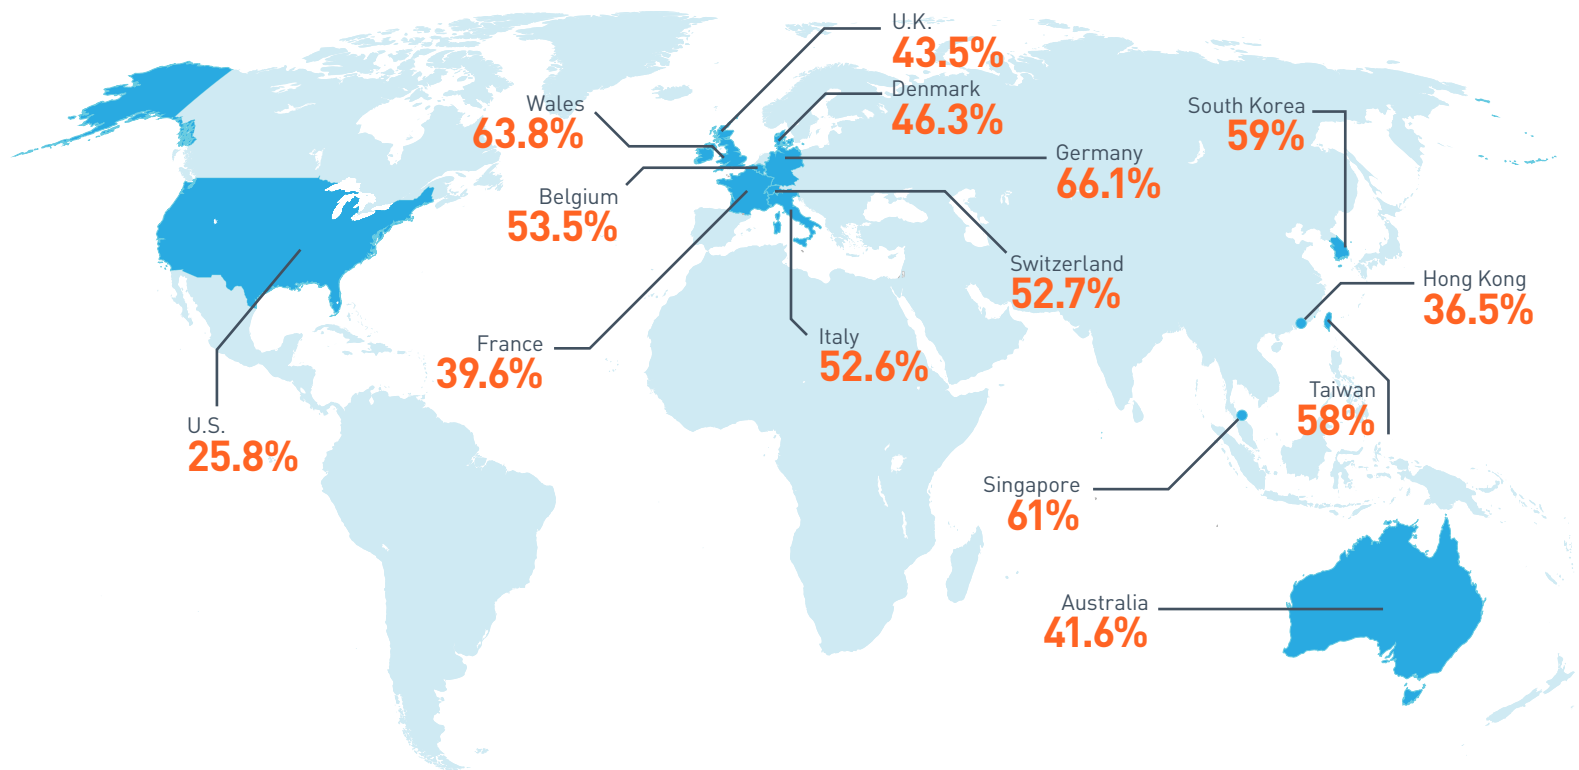 U.K.
43.5%
Denmark
46.3%
Wales
63.8%
South Korea
59%
Germany
66.1%
Belgium
53.5%
Switzerland
52.7%
Hong Kong
36.5%
Italy
52.6%
France
39.6%
Taiwan
58%
U.S.
25.8%
Singapore
61%
Australia
41.6%